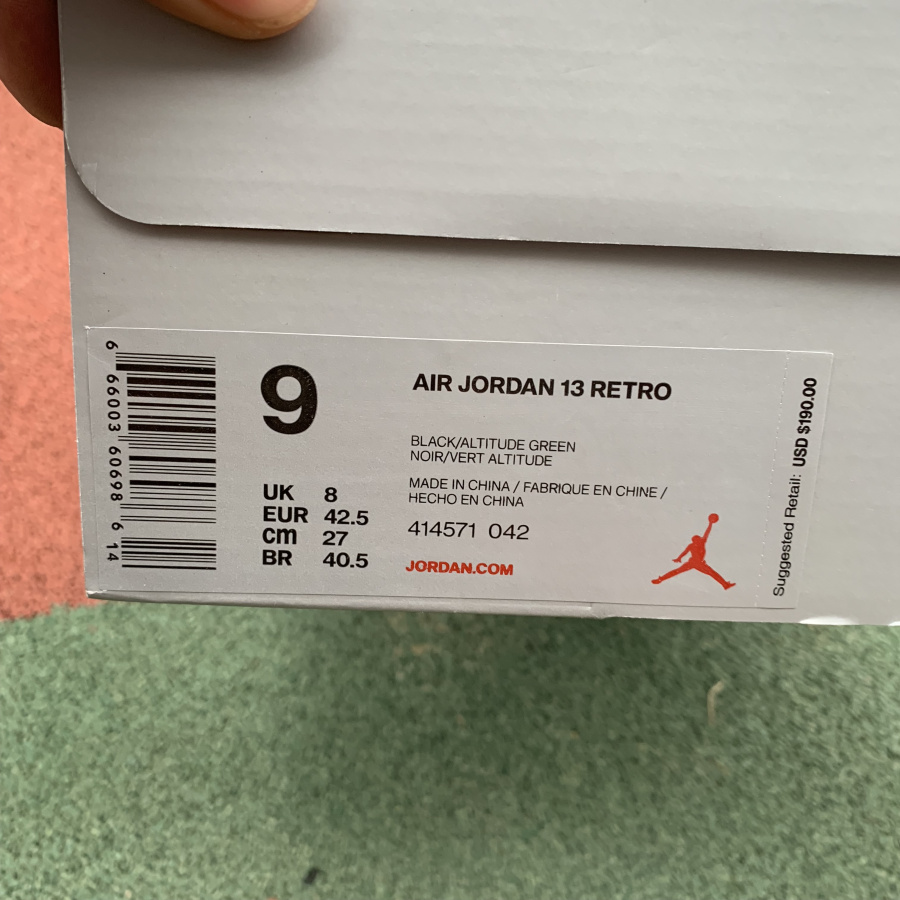 6 66003 60698 6 14
9
UK 8
EUR 42.5
cm 27
BR 40.5
AIR JORDAN 13 RETRO
BLACK/ALTITUDE GREEN
NOIR/VERT ALTITUDE
MADE IN CHINA / FABRIQUE EN CHINE /
HECHO EN CHINA
414571 042
JORDAN.COM
Suggested Retail: USD $190.00